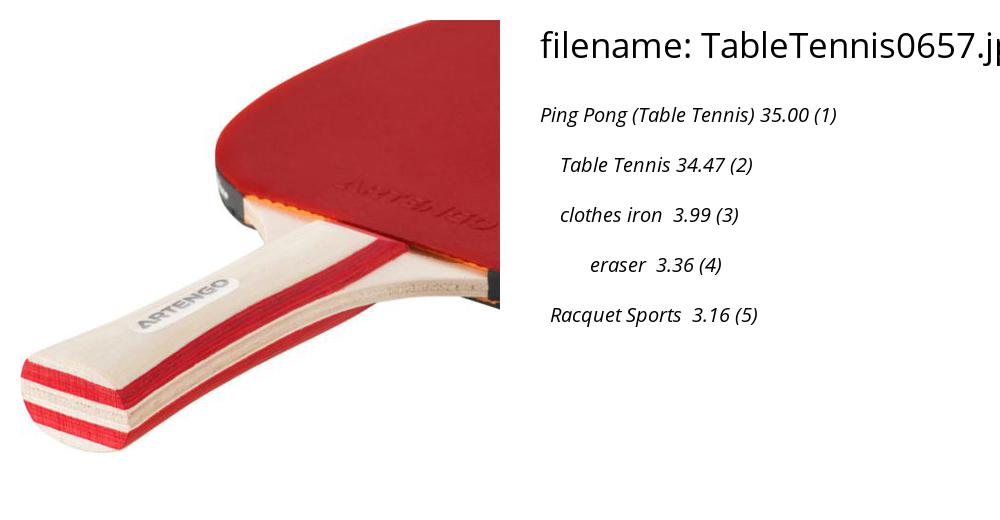 filename: TableTennis0657.j
Ping Pong (Table Tennis) 35.00 (1)
Table Tennis 34.47 (2)
clothes iron 3.99 (3)
eraser 3.36 (4)
Racquet Sports 3.16 (5)
ARTENGO
ARTENGO